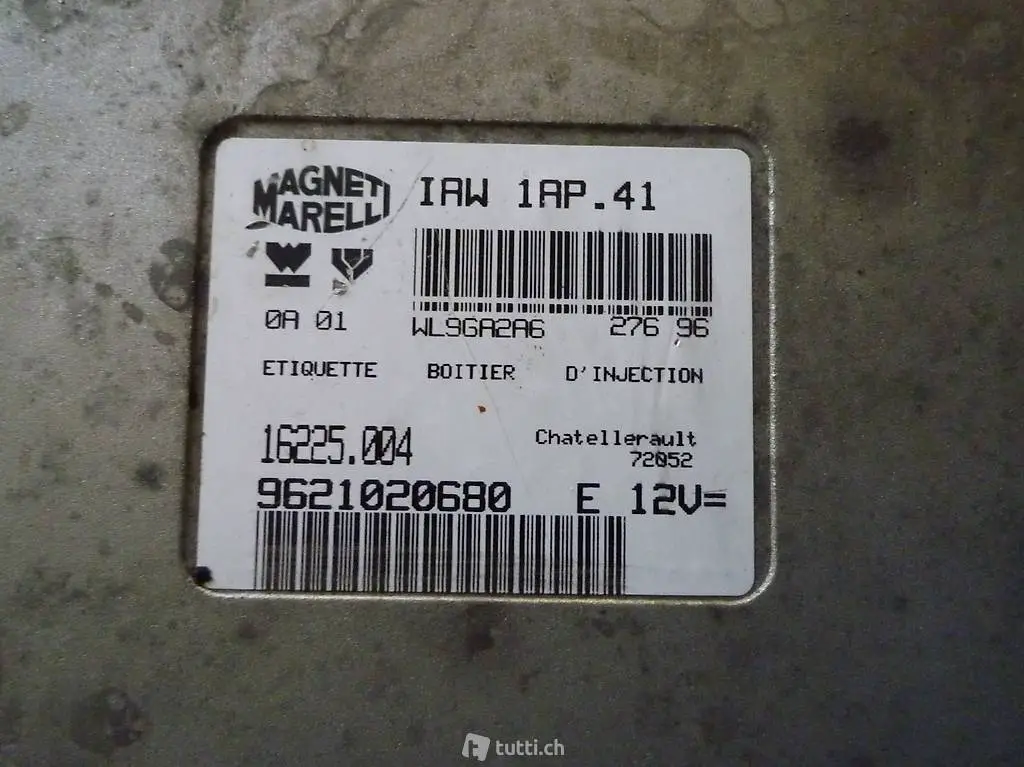 MAGNETI MARELLI
IAW 1AP.41
0A 01
WL9GA2A6 276 96
ETIQUETTE BOITIER D'INJECTION
16225.004
Chatellerault
72052
9621020680 E 12V=
tutti.ch